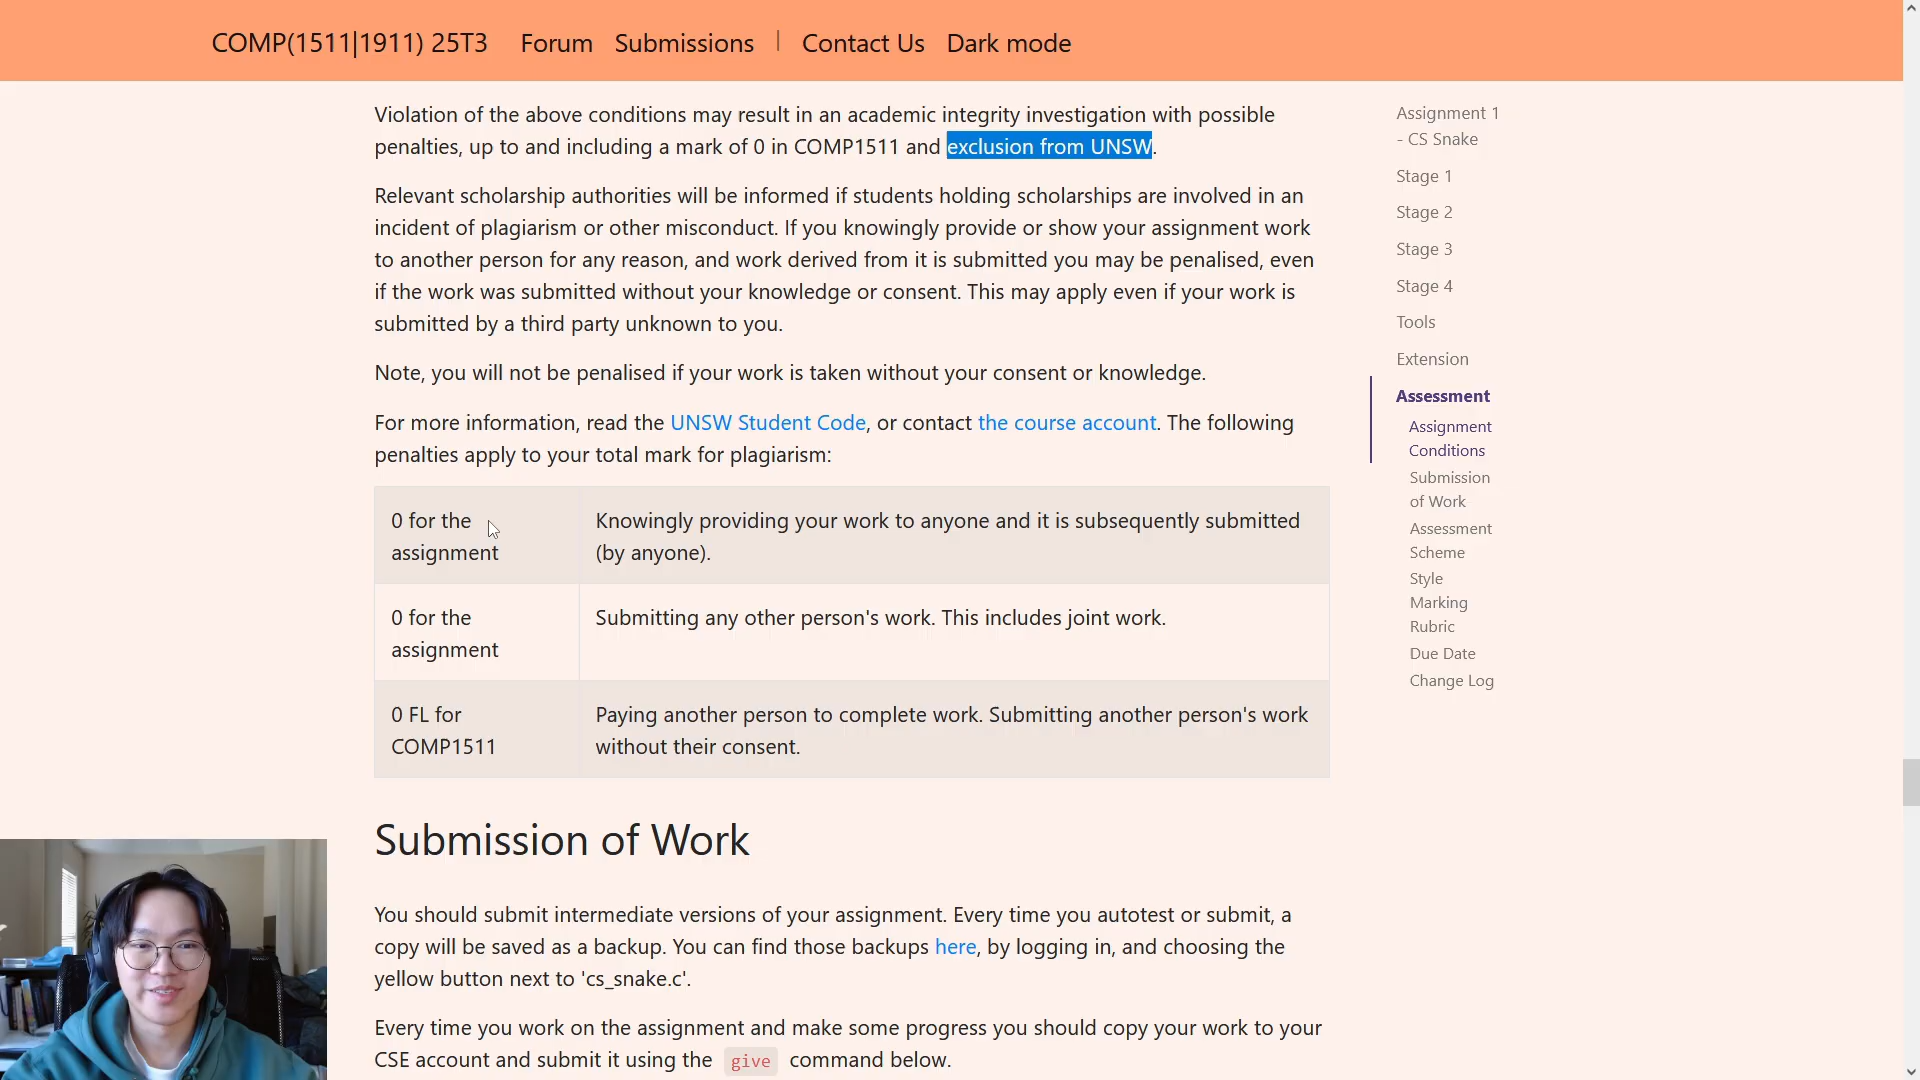 COMP(1511|1911) 25T3 Forum Submissions | Contact Us Dark mode
Violation of the above conditions may result in an academic integrity investigation with possible
penalties, up to and including a mark of 0 in COMP1511 and exclusion from UNSW.
Relevant scholarship authorities will be informed if students holding scholarships are involved in an
incident of plagiarism or other misconduct. If you knowingly provide or show your assignment work
to another person for any reason, and work derived from it is submitted you may be penalised, even
if the work was submitted without your knowledge or consent. This may apply even if your work is
submitted by a third party unknown to you.
Note, you will not be penalised if your work is taken without your consent or knowledge.
For more information, read the UNSW Student Code, or contact the course account. The following
penalties apply to your total mark for plagiarism:
0 for the
assignment
Knowingly providing your work to anyone and it is subsequently submitted
(by anyone).
0 for the
assignment
Submitting any other person's work. This includes joint work.
0 FL for
COMP1511
Paying another person to complete work. Submitting another person's work
without their consent.
Submission of Work
You should submit intermediate versions of your assignment. Every time you autotest or submit, a
copy will be saved as a backup. You can find those backups here, by logging in, and choosing the
yellow button next to 'cs_snake.c'.
Every time you work on the assignment and make some progress you should copy your work to your
CSE account and submit it using the give command below.
Assignment 1
- CS Snake
Stage 1
Stage 2
Stage 3
Stage 4
Tools
Extension
Assessment
Assignment
Conditions
Submission
of Work
Assessment
Scheme
Style
Marking
Rubric
Due Date
Change Log